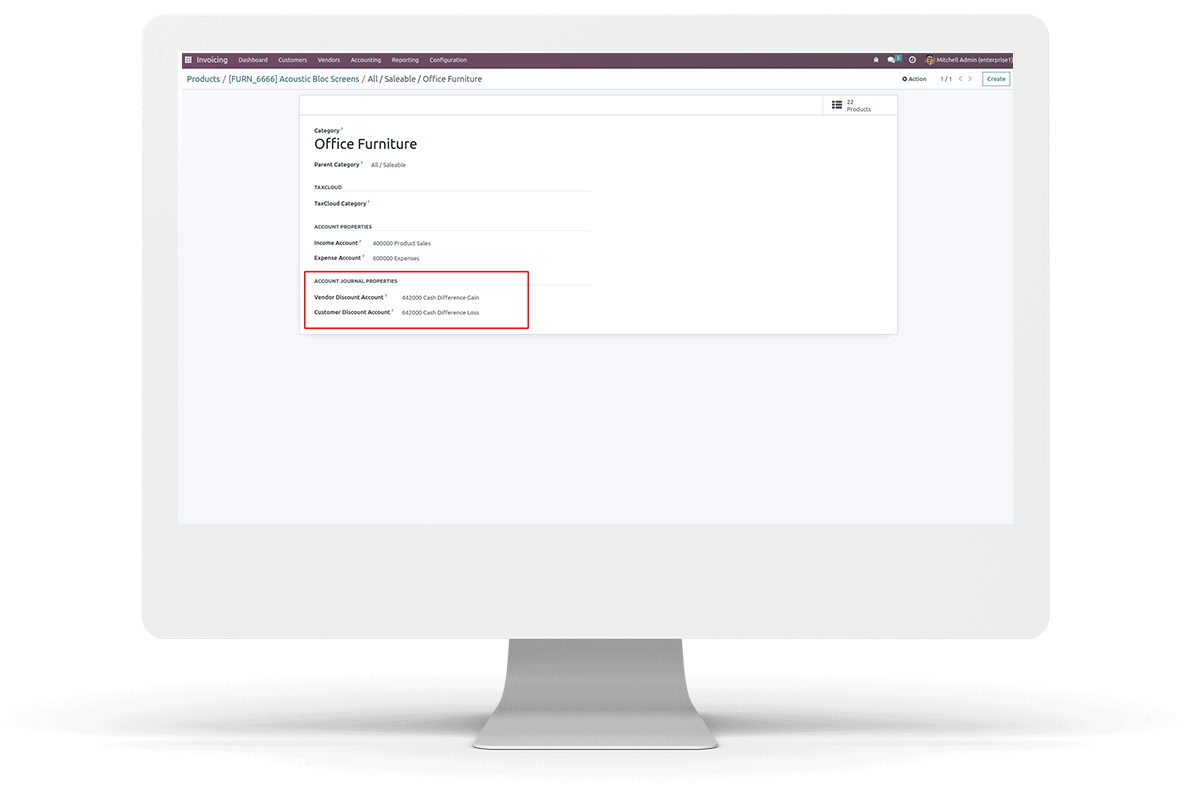 Invoicing Dashboard Customers Vendors Accounting Reporting Configuration 5 Mitchell Admin (enterprise1)
Products / [FURN_6666] Acoustic Bloc Screens / All / Saleable / Office Furniture Action 1 / 1 Create
22
Products
Category ?
Office Furniture
Parent Category ? All / Saleable
TAXCLOUD
TaxCloud Category ?
ACCOUNT PROPERTIES
Income Account ? 400000 Product Sales
Expense Account ? 600000 Expenses
ACCOUNT JOURNAL PROPERTIES
Vendor Discount Account ? 442000 Cash Difference Gain
Customer Discount Account ? 642000 Cash Difference Loss